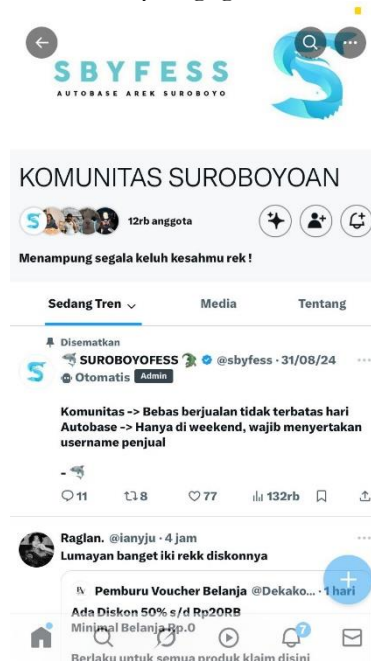 SBYFESS
AUTOBASE AREK SUROBOYO
KOMUNITAS SUROBOYOAN
12rb anggota
Menampung segala keluh kesahmu rek !
Sedang Tren
Media
Tentang
Disematkan
SUROBOYOFESS @sbyfess · 31/08/24
Otomatis Admin
Komunitas -> Bebas berjualan tidak terbatas hari
Autobase -> Hanya di weekend, wajib menyertakan
username penjual
-
11 8 77 132rb
Raglan. @ianyju · 4 jam
Lumayan banget iki rekk diskonnya
Pemburu Voucher Belanja @Dekako... · 1 hari
Ada Diskon 50% s/d Rp20RB
Minimal Belanja Rp.0
7
Berlaku untuk semua produk klaim disini